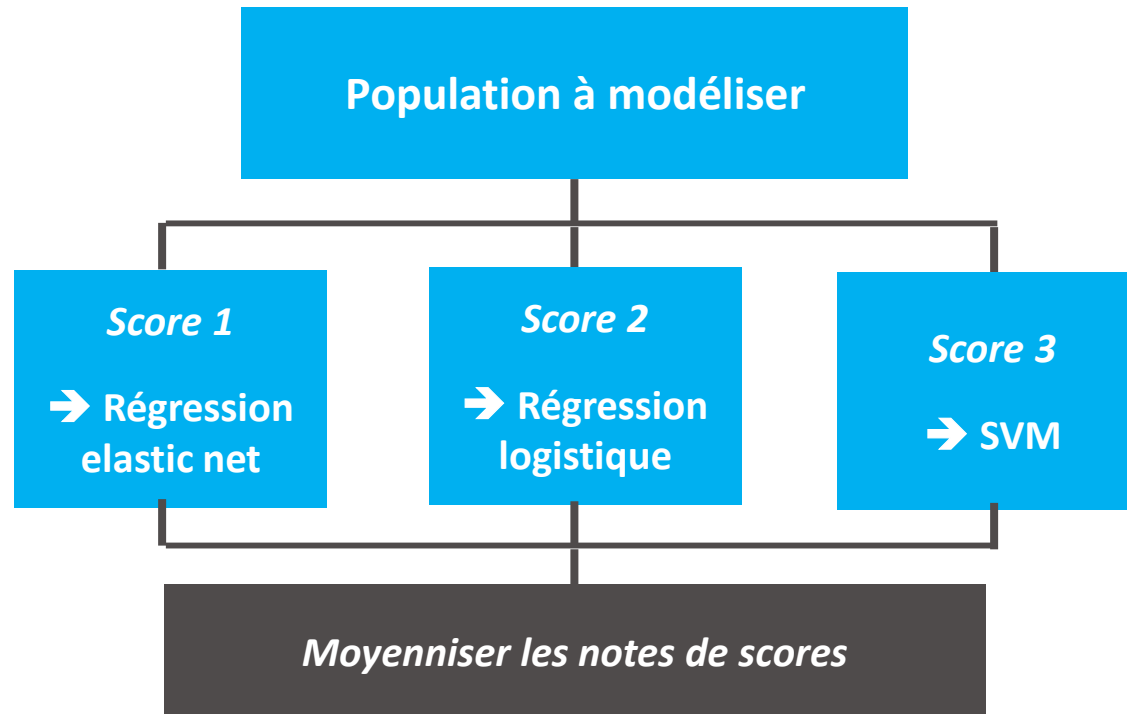 Population à modéliser
Score 1
➔ Régression
elastic net
Score 2
➔ Régression
logistique
Score 3
➔ SVM
Moyenniser les notes de scores